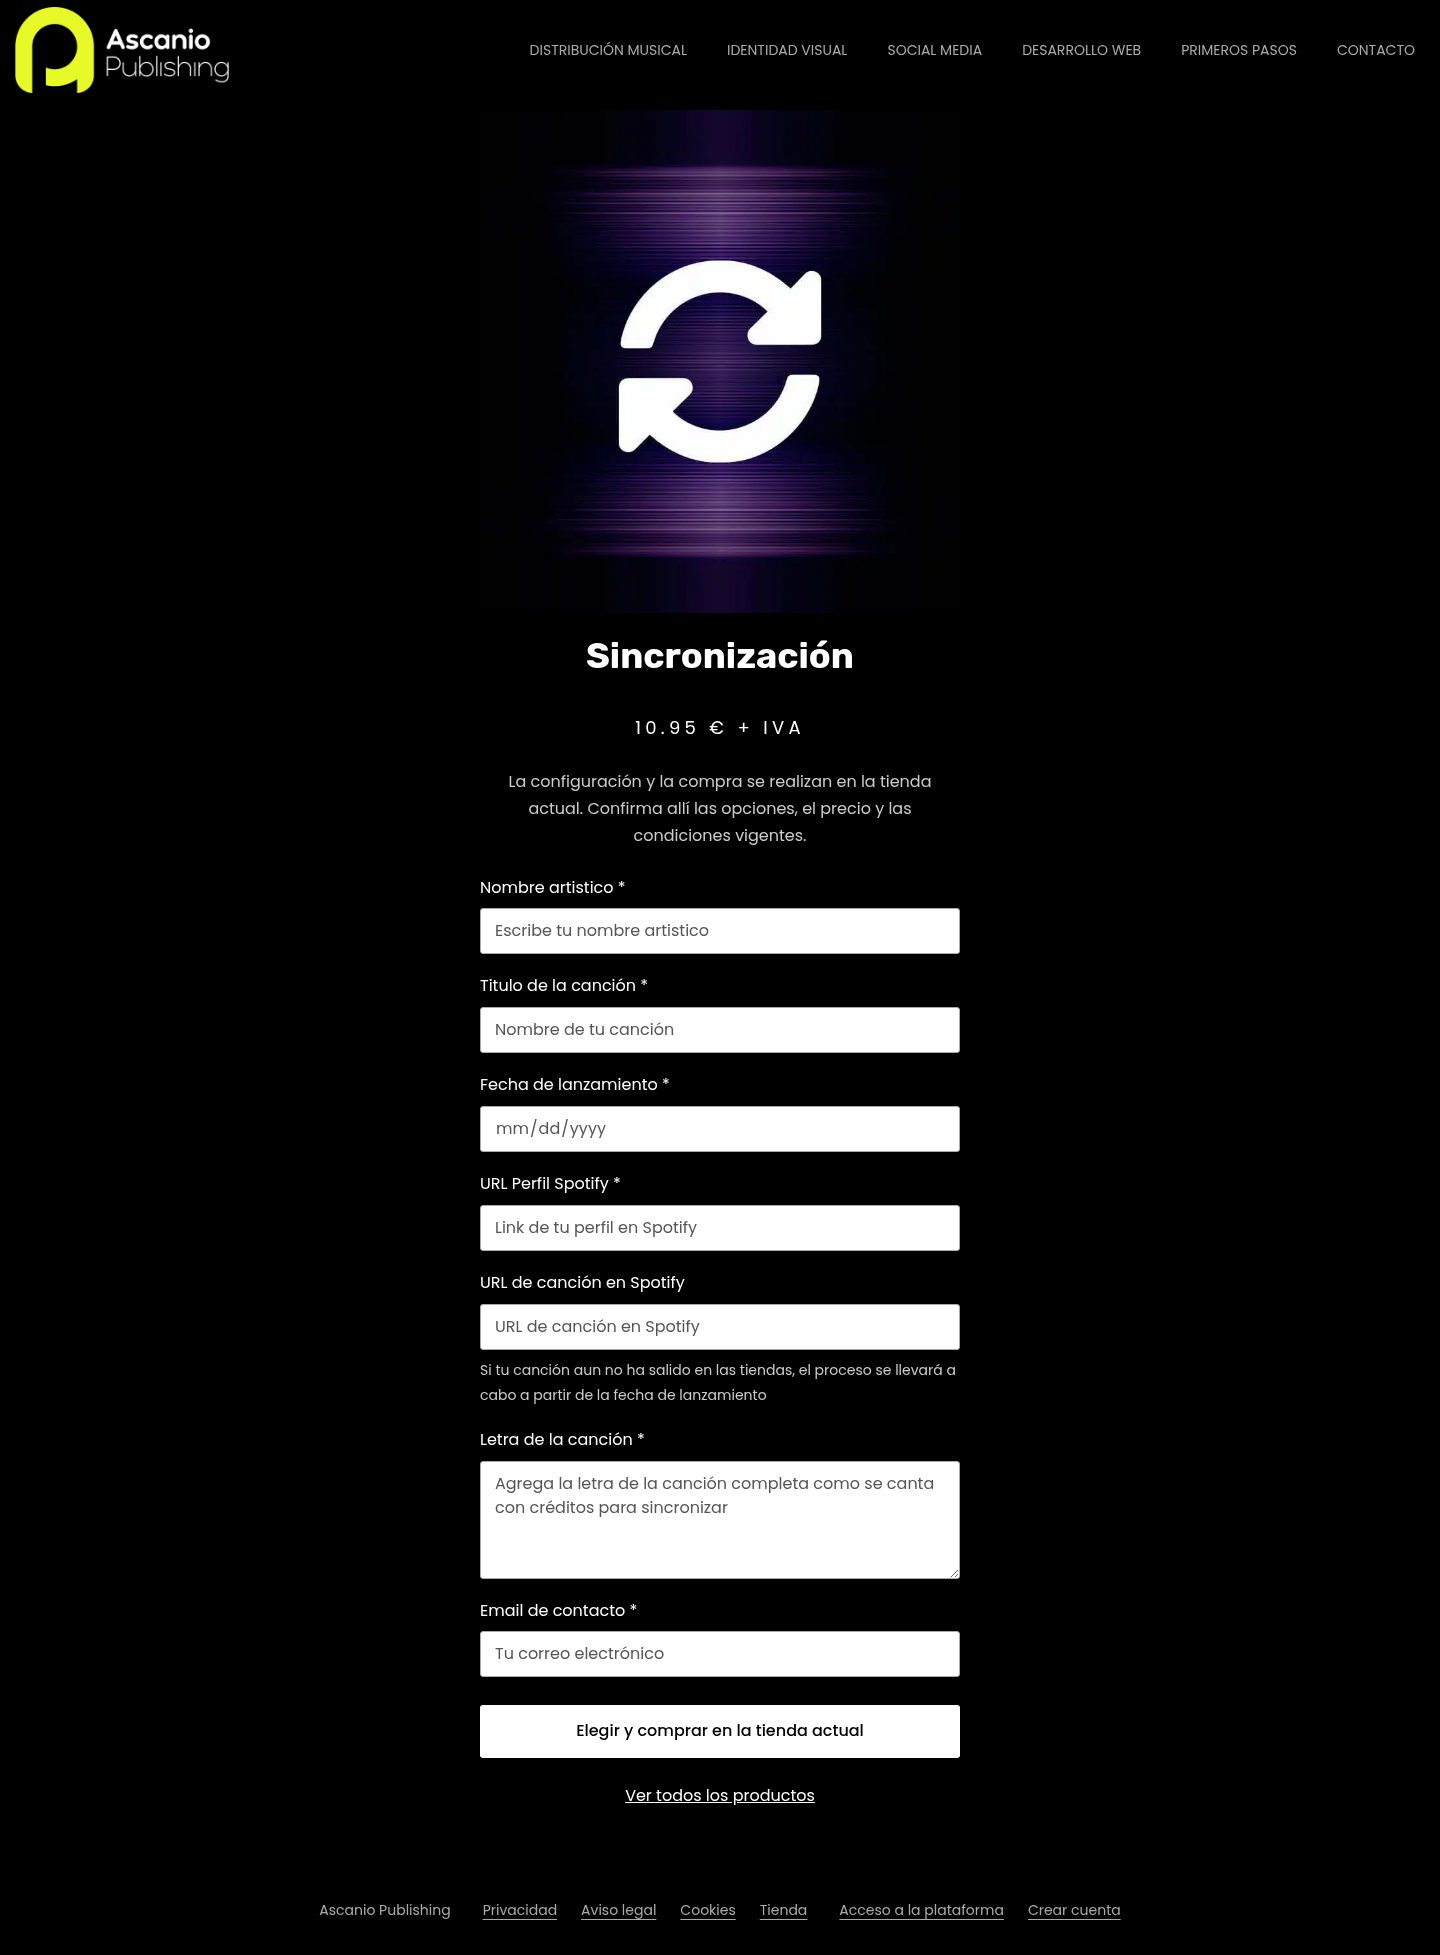 Ascanio
Publishing
DISTRIBUCIÓN MUSICAL
IDENTIDAD VISUAL
SOCIAL MEDIA
DESARROLLO WEB
PRIMEROS PASOS
CONTACTO
Sincronización
10.95 € + IVA
La configuración y la compra se realizan en la tienda
actual. Confirma allí las opciones, el precio y las
condiciones vigentes.
Nombre artistico *
Escribe tu nombre artistico
Titulo de la canción *
Nombre de tu canción
Fecha de lanzamiento *
mm/dd/yyyy
URL Perfil Spotify *
Link de tu perfil en Spotify
URL de canción en Spotify
URL de canción en Spotify
Si tu canción aun no ha salido en las tiendas, el proceso se llevará a
cabo a partir de la fecha de lanzamiento
Letra de la canción *
Agrega la letra de la canción completa como se canta
con créditos para sincronizar
Email de contacto *
Tu correo electrónico
Elegir y comprar en la tienda actual
Ver todos los productos
Ascanio Publishing
Privacidad
Aviso legal
Cookies
Tienda
Acceso a la plataforma
Crear cuenta